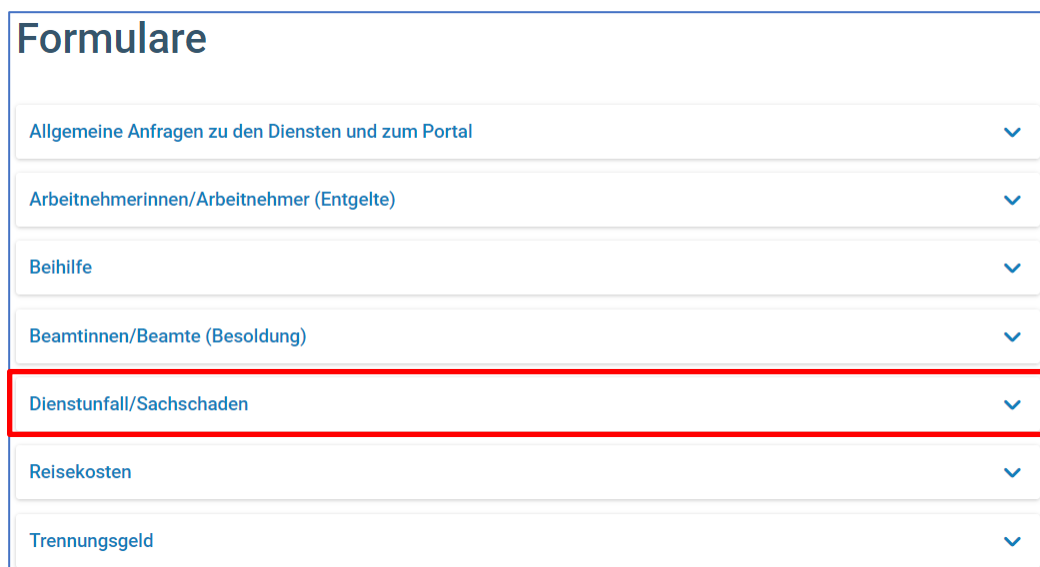 Formulare
Allgemeine Anfragen zu den Diensten und zum Portal
Arbeitnehmerinnen/Arbeitnehmer (Entgelte)
Beihilfe
Beamtinnen/Beamte (Besoldung)
Dienstunfall/Sachschaden
Reisekosten
Trennungsgeld